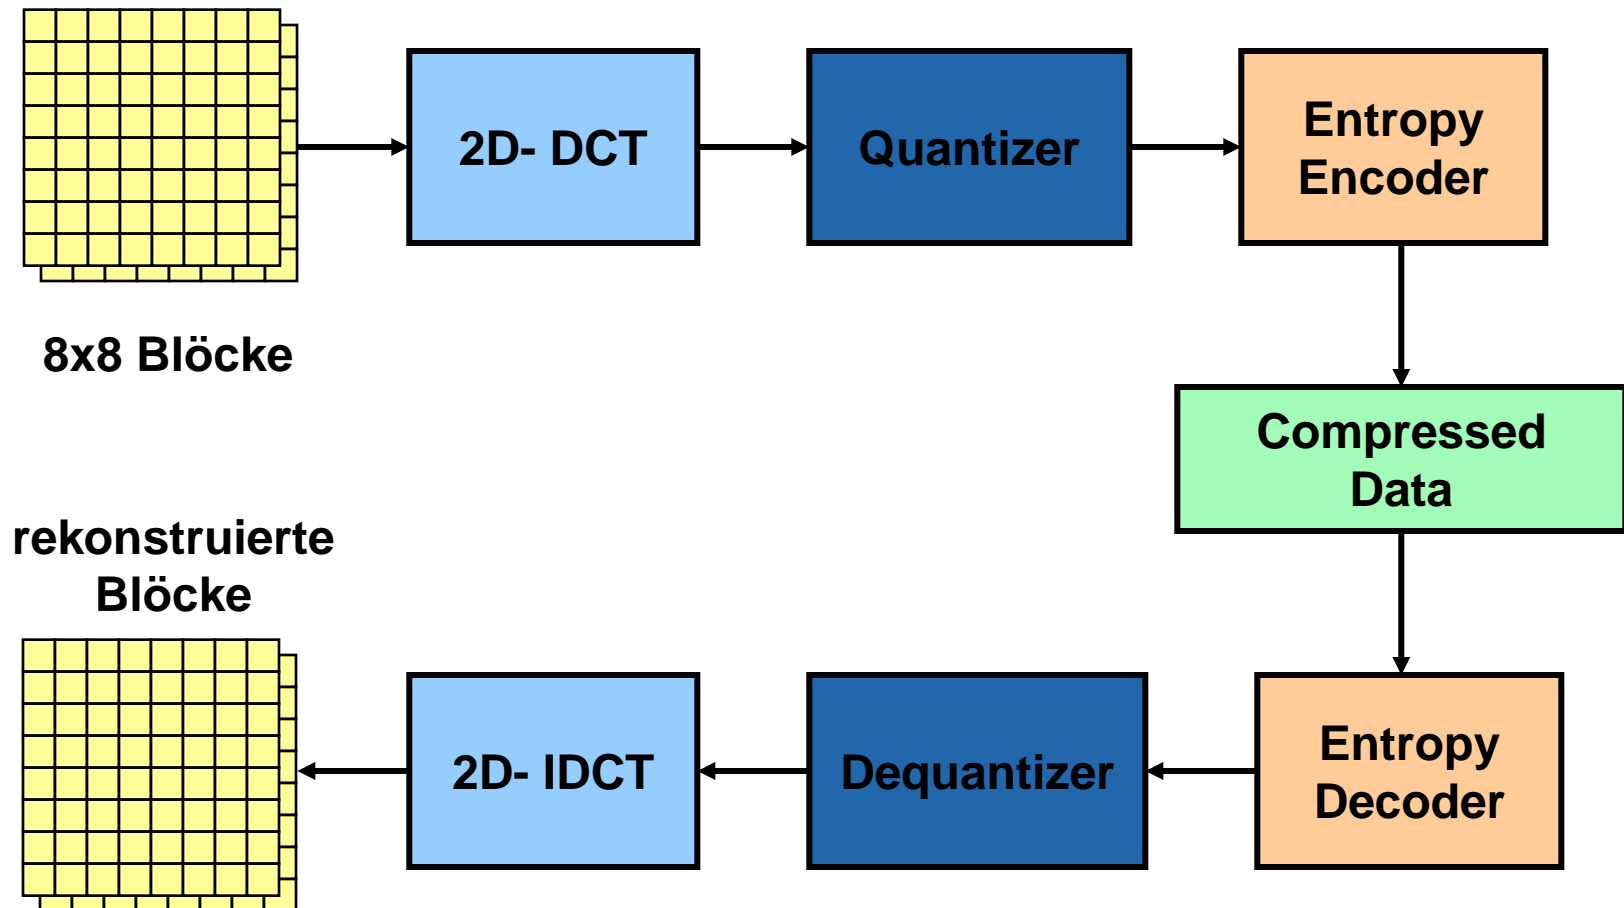 2D- DCT
Quantizer
Entropy
Encoder
8x8 Blöcke
Compressed
Data
rekonstruierte
Blöcke
2D- IDCT
Dequantizer
Entropy
Decoder